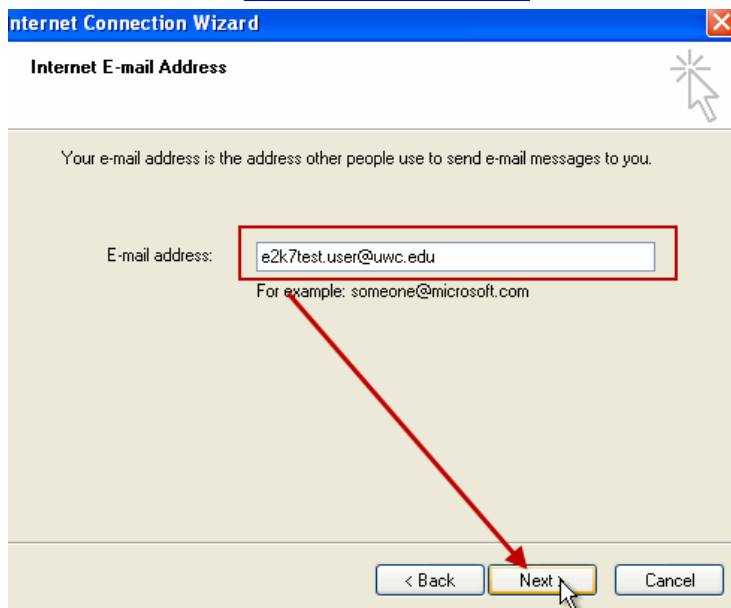 nternet Connection Wizard
Internet E-mail Address
Your e-mail address is the address other people use to send e-mail messages to you.
E-mail address: e2k7test.user@uwc.edu
For example: someone@microsoft.com
< Back Next > Cancel